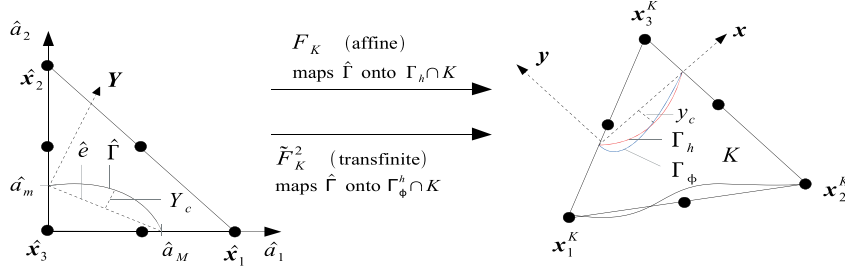 â₂
x̂₂
Y
ê
Γ̂
âₘ
Y_c
x̂₃
â_M
x̂₁
â₁
F_K (affine)
maps Γ̂ onto Γ_h∩K
F̃²_K (transfinite)
maps Γ̂ onto Γ^h_ϕ∩K
x₃^K
y
x
y_c
Γ_h
K
Γ_ϕ
x₂^K
x₁^K